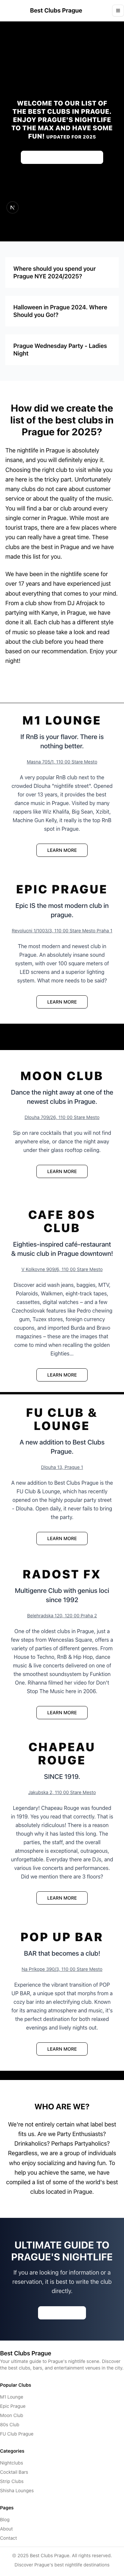 Best Clubs Prague
WELCOME TO OUR LIST OF
THE BEST CLUBS IN PRAGUE.
ENJOY PRAGUE'S NIGHTLIFE
TO THE MAX AND HAVE SOME
FUN! UPDATED FOR 2025
N
Where should you spend your
Prague NYE 2024/2025?
Halloween in Prague 2024. Where
Should you Go!?
Prague Wednesday Party - Ladies
Night
How did we create the
list of the best clubs in
Prague for 2025?
The nightlife in Prague is absolutely
insane, and you will definitely enjoy it.
Choosing the right club to visit while you
are here is the tricky part. Unfortunately
many clubs do not care about customer
experience or about the quality of the music.
You will find a bar or club around every
single corner in Prague. While most are
tourist traps, there are a few places where
you can truly have a great time. The clubs
are the best in Prague and we have made
this list for you.
We have been in the nightlife scene for
over 17 years and have experienced just
about everything that comes to your mind.
From a club show from DJ Afrojack to
partying with Kanye, in Prague, we have
done it all. Each club has a different style
of music so please take a look and read
about the club before you head there
based on our recommendation. Enjoy your
night!
M1 LOUNGE
If RnB is your flavor. There is
nothing better.
Masna 705/1, 110 00 Stare Mesto
A very popular RnB club next to the
crowded Dlouha "nightlife street". Opened
for over 13 years, it provides the best
dance music in Prague. Visited by many
rappers like Wiz Khalifa, Big Sean, Xzibit,
Machine Gun Kelly, it really is the top RnB
spot in Prague.
LEARN MORE
EPIC PRAGUE
Epic IS the most modern club in
prague.
Revolucni 1/1003/3, 110 00 Stare Mesto Praha 1
The most modern and newest club in
Prague. An absolutely insane sound
system, with over 100 square meters of
LED screens and a superior lighting
system. What more needs to be said?
LEARN MORE
MOON CLUB
Dance the night away at one of the
newest clubs in Prague.
Dlouha 709/26, 110 00 Stare Mesto
Sip on rare cocktails that you will not find
anywhere else, or dance the night away
under their glass rooftop ceiling.
LEARN MORE
CAFE 80S
CLUB
Eighties-inspired café-restaurant
& music club in Prague downtown!
V Kolkovne 909/6, 110 00 Stare Mesto
Discover acid wash jeans, baggies, MTV,
Polaroids, Walkmen, eight-track tapes,
cassettes, digital watches – and a few
Czechoslovak features like Pedro chewing
gum, Tuzex stores, foreign currency
coupons, and imported Burda and Bravo
magazines – these are the images that
come to mind when recalling the golden
Eighties...
LEARN MORE
FU CLUB &
LOUNGE
A new addition to Best Clubs
Prague.
Dlouha 13, Prague 1
A new addition to Best Clubs Prague is the
FU Club & Lounge, which has recently
opened on the highly popular party street
- Dlouha. Open daily, it never fails to bring
the party.
LEARN MORE
RADOST FX
Multigenre Club with genius loci
since 1992
Belehradska 120, 120 00 Praha 2
One of the oldest clubs in Prague, just a
few steps from Wenceslas Square, offers a
variety of parties of different genres. From
House to Techno, RnB & Hip Hop, dance
music & live concerts delivered on one of
the smoothest soundsystem by Funktion
One. Rihanna filmed her video for Don't
Stop The Music here in 2006.
LEARN MORE
CHAPEAU
ROUGE
SINCE 1919.
Jakubska 2, 110 00 Stare Mesto
Legendary! Chapeau Rouge was founded
in 1919. Yes you read that correctly. That is
absolutely ridiculous! There is a reason
though why it has lasted this long. The
parties, the staff, and the overall
atmosphere is exceptional, outrageous,
unforgettable. Everyday there are DJs, and
various live concerts and performances.
Did we mention there are 3 floors?
LEARN MORE
POP UP BAR
BAR that becomes a club!
Na Prikope 390/3, 110 00 Stare Mesto
Experience the vibrant transition of POP
UP BAR, a unique spot that morphs from a
cozy bar into an electrifying club. Known
for its amazing atmosphere and music, it's
the perfect destination for both relaxed
evenings and lively nights out.
LEARN MORE
WHO ARE WE?
We're not entirely certain what label best
fits us. Are we Party Enthusiasts?
Drinkaholics? Perhaps Partyaholics?
Regardless, we are a group of individuals
who enjoy socializing and having fun. To
help you achieve the same, we have
compiled a list of some of the world's best
clubs located in Prague.
ULTIMATE GUIDE TO
PRAGUE'S NIGHTLIFE
If you are looking for information or a
reservation, it is best to write the club
directly.
Best Clubs Prague
Your ultimate guide to Prague's nightlife scene. Discover
the best clubs, bars, and entertainment venues in the city.
Popular Clubs
M1 Lounge
Epic Prague
Moon Club
80s Club
FU Club Prague
Categories
Nightclubs
Cocktail Bars
Strip Clubs
Shisha Lounges
Pages
Blog
About
Contact
© 2025 Best Clubs Prague. All rights reserved.
Discover Prague's best nightlife destinations